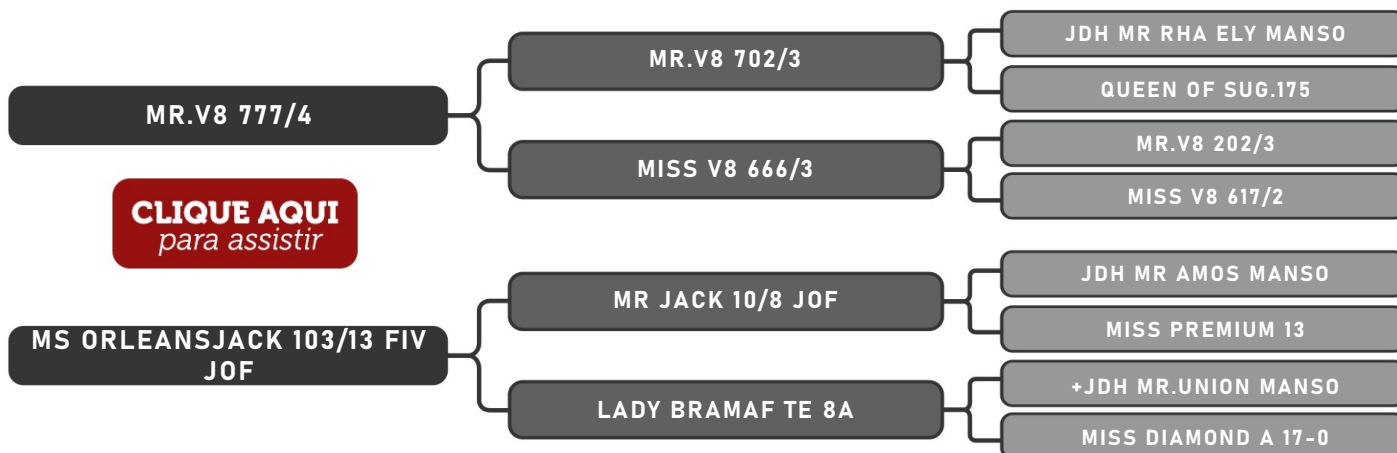 MR.V8 777/4
MR.V8 702/3
JDH MR RHA ELY MANSO
QUEEN OF SUG.175
MISS V8 666/3
MR.V8 202/3
MISS V8 617/2
CLIQUE AQUI
para assistir
MS ORLEANSJACK 103/13 FIV
JOF
MR JACK 10/8 JOF
JDH MR AMOS MANSO
MISS PREMIUM 13
LADY BRAMAF TE 8A
+JDH MR.UNION MANSO
MISS DIAMOND A 17-0